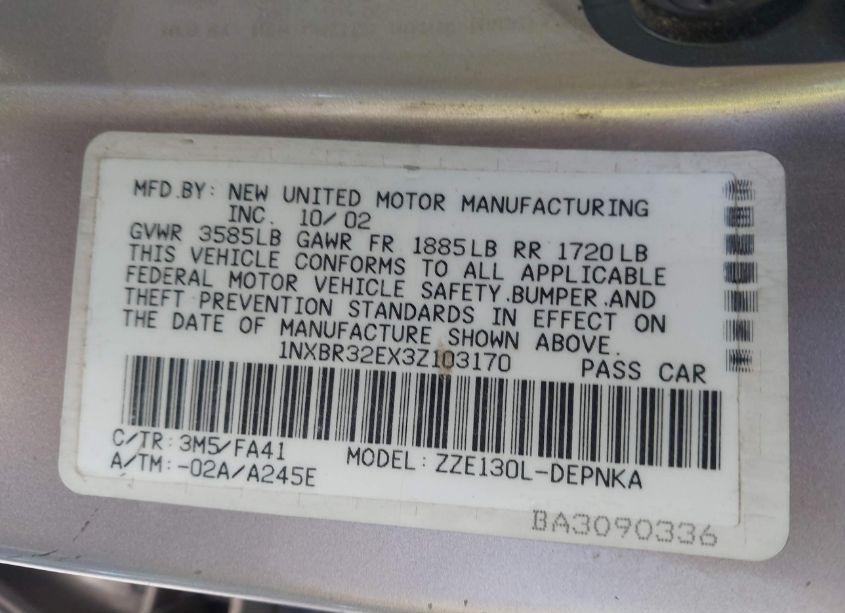 MFD.BY: NEW UNITED MOTOR MANUFACTURING
INC. 10/02
GVWR 3585LB GAWR FR 1885LB RR 1720LB
THIS VEHICLE CONFORMS TO ALL APPLICABLE
FEDERAL MOTOR VEHICLE SAFETY.BUMPER.AND
THEFT PREVENTION STANDARDS IN EFFECT ON
THE DATE OF MANUFACTURE SHOWN ABOVE.
1NXBR32EX3Z103170 PASS CAR
C/TR: 3M5/FA41
A/TM:-02A/A245E
MODEL: ZZE130L-DEPNKA
BA3090336